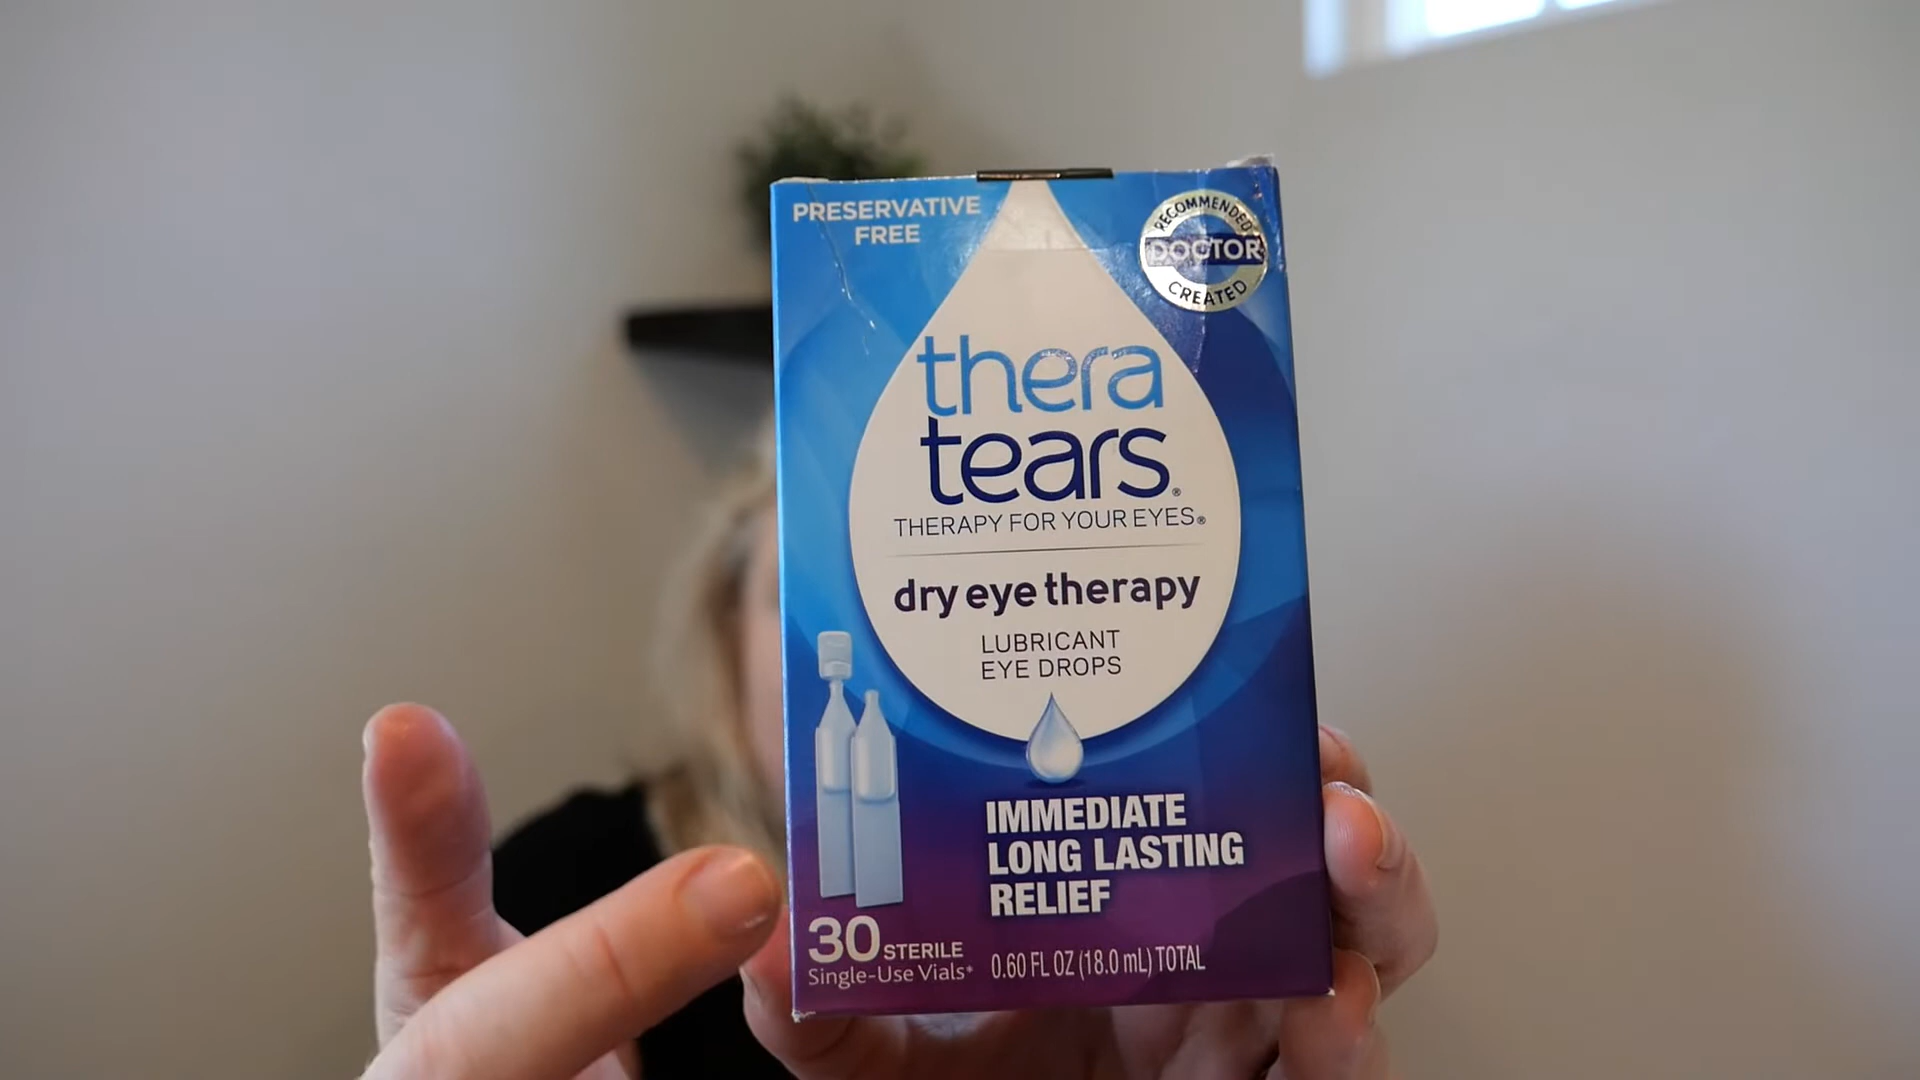 PRESERVATIVE
FREE
RECOMMENDED
DOCTOR
CREATED
thera
tears®
THERAPY FOR YOUR EYES®
dry eye therapy
LUBRICANT
EYE DROPS
IMMEDIATE
LONG LASTING
RELIEF
30 STERILE
Single-Use Vials*
0.60 FL OZ (18.0 mL) TOTAL